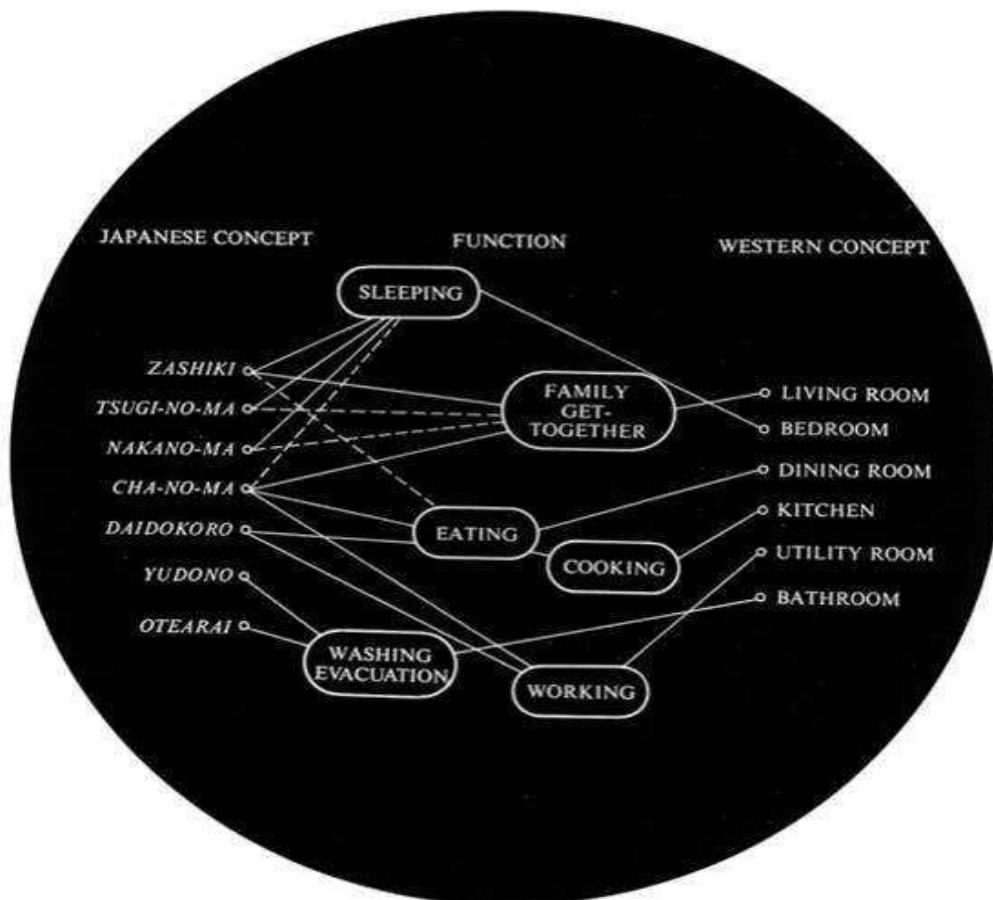 JAPANESE CONCEPT
FUNCTION
WESTERN CONCEPT
SLEEPING
ZASHIKI
TSUGI-NO-MA
NAKANO-MA
CHA-NO-MA
DAIDOKORO
YUDONO
OTEARAI
FAMILY
GET-
TOGETHER
EATING
COOKING
WASHING
EVACUATION
WORKING
LIVING ROOM
BEDROOM
DINING ROOM
KITCHEN
UTILITY ROOM
BATHROOM